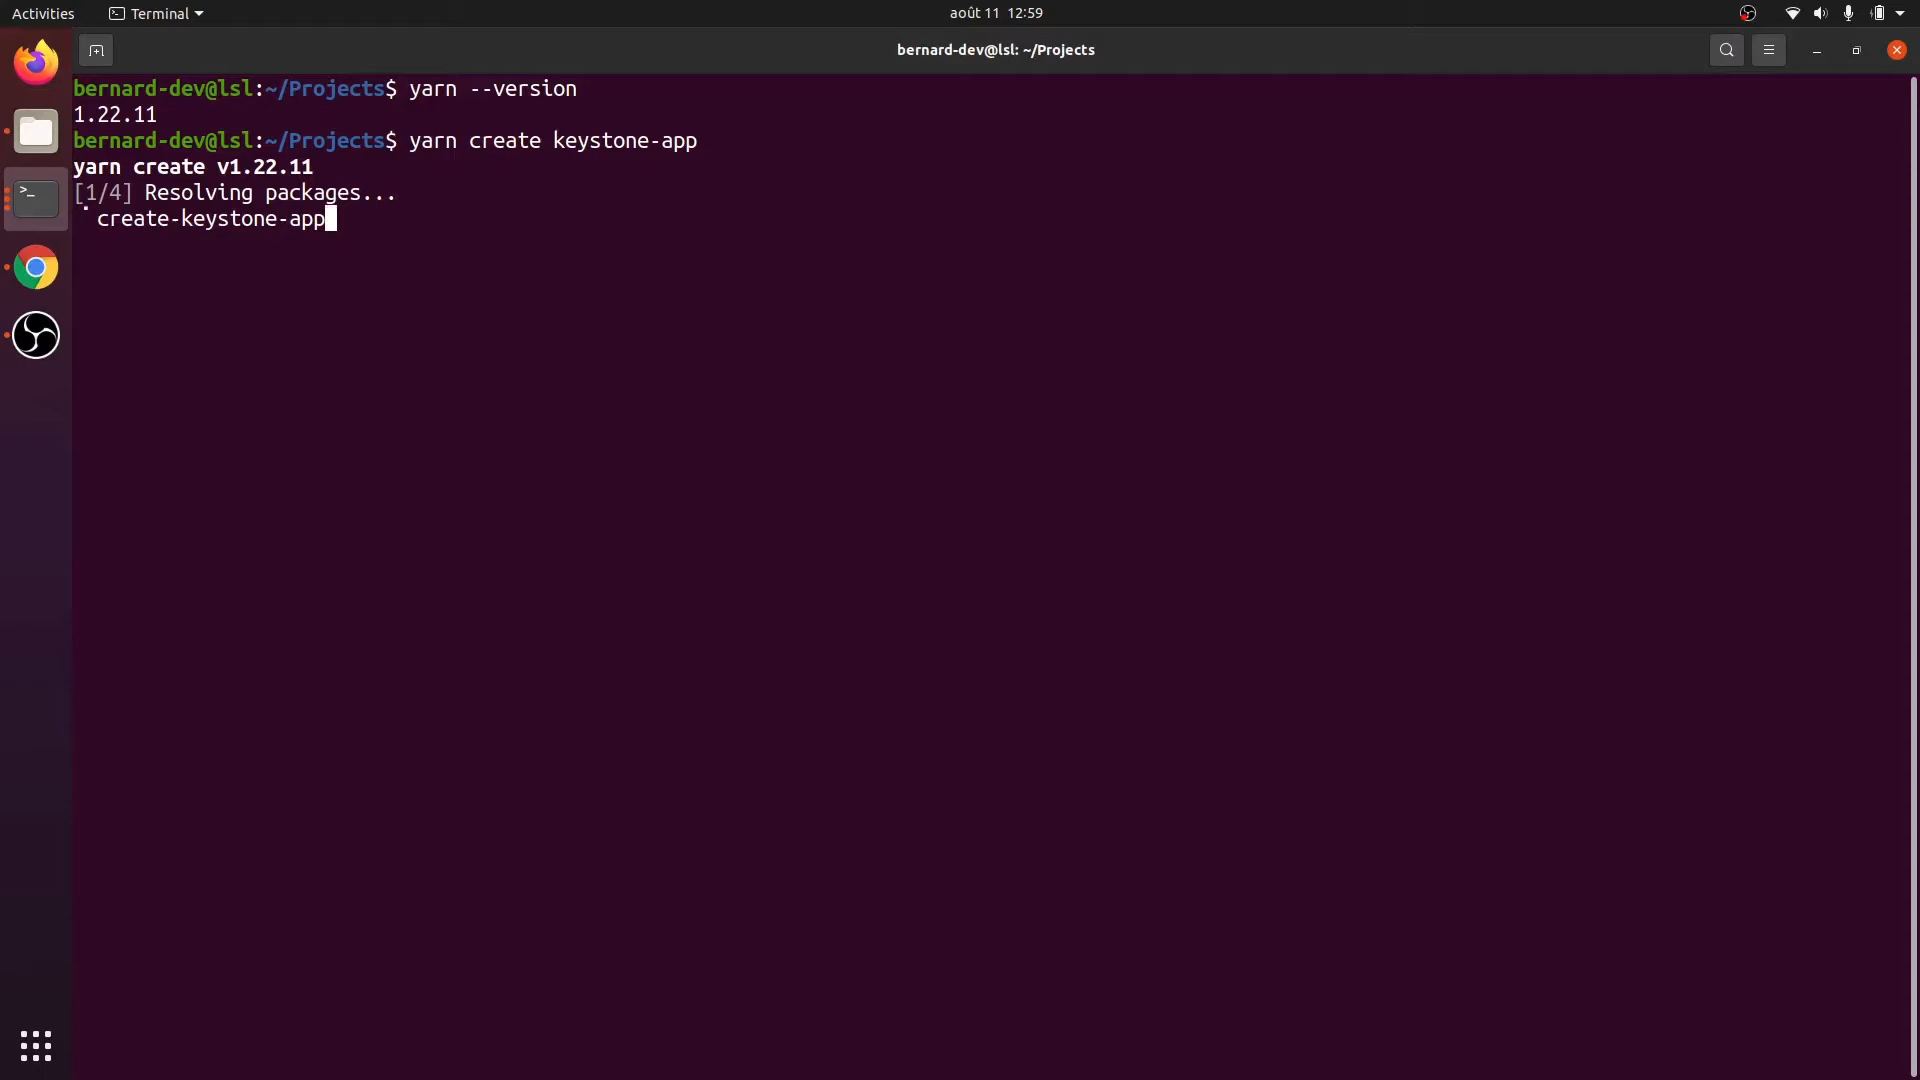 Activities
Terminal
août 11 12:59
bernard-dev@lsl: ~/Projects
bernard-dev@lsl:~/Projects$ yarn --version
1.22.11
bernard-dev@lsl:~/Projects$ yarn create keystone-app
yarn create v1.22.11
[1/4] Resolving packages...
⠁ create-keystone-app